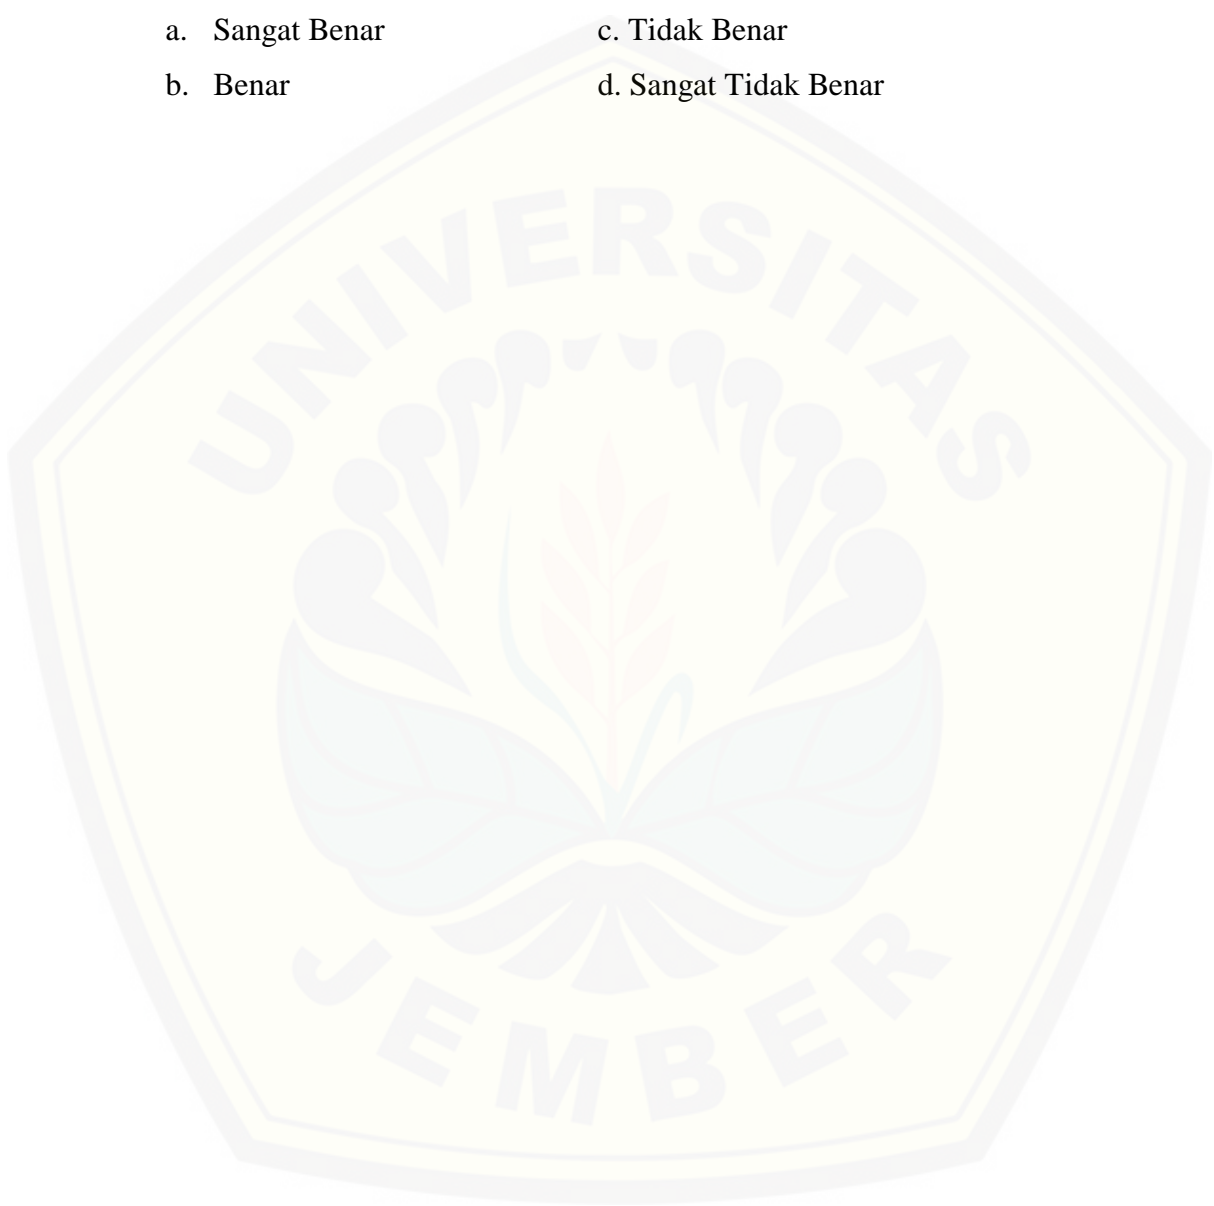 a. Sangat Benar c. Tidak Benar
b. Benar d. Sangat Tidak Benar
UNIVERSITAS
JEMBER